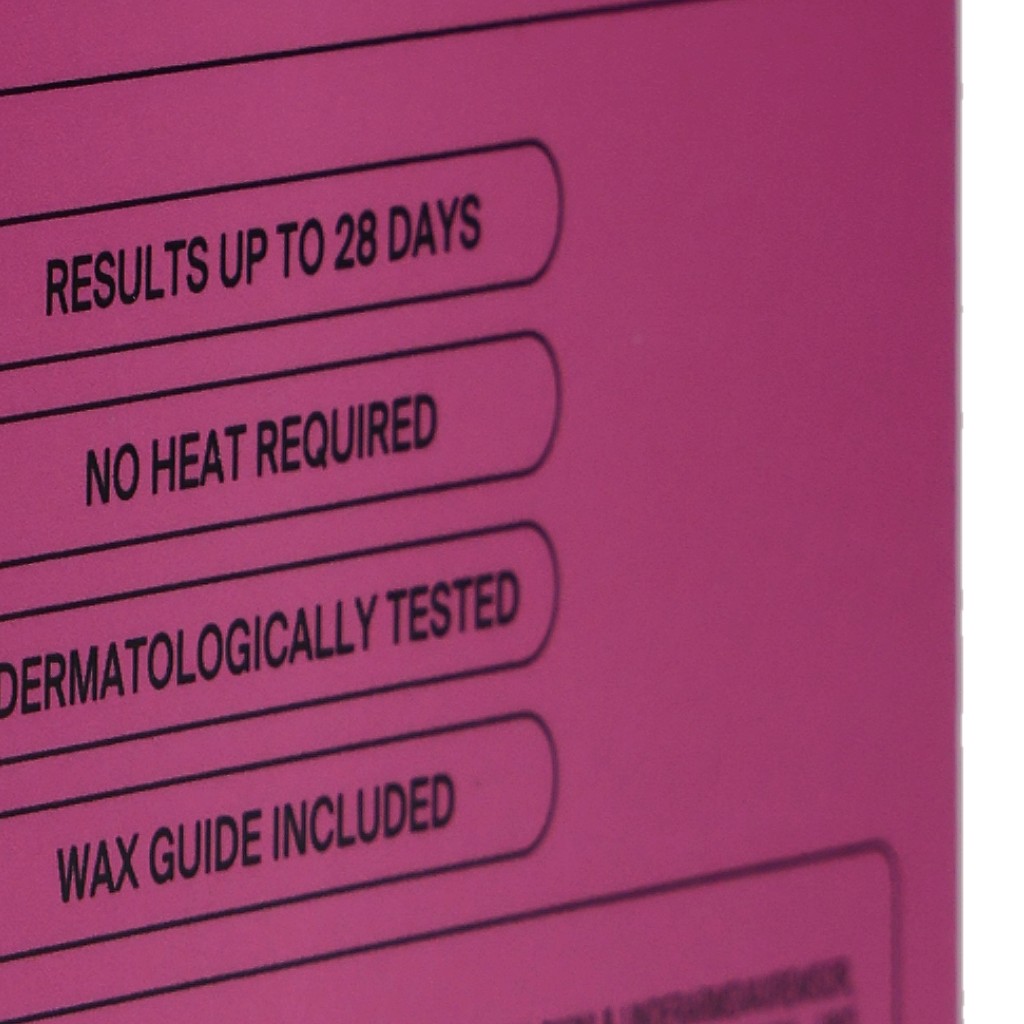 RESULTS UP TO 28 DAYS
NO HEAT REQUIRED
DERMATOLOGICALLY TESTED
WAX GUIDE INCLUDED